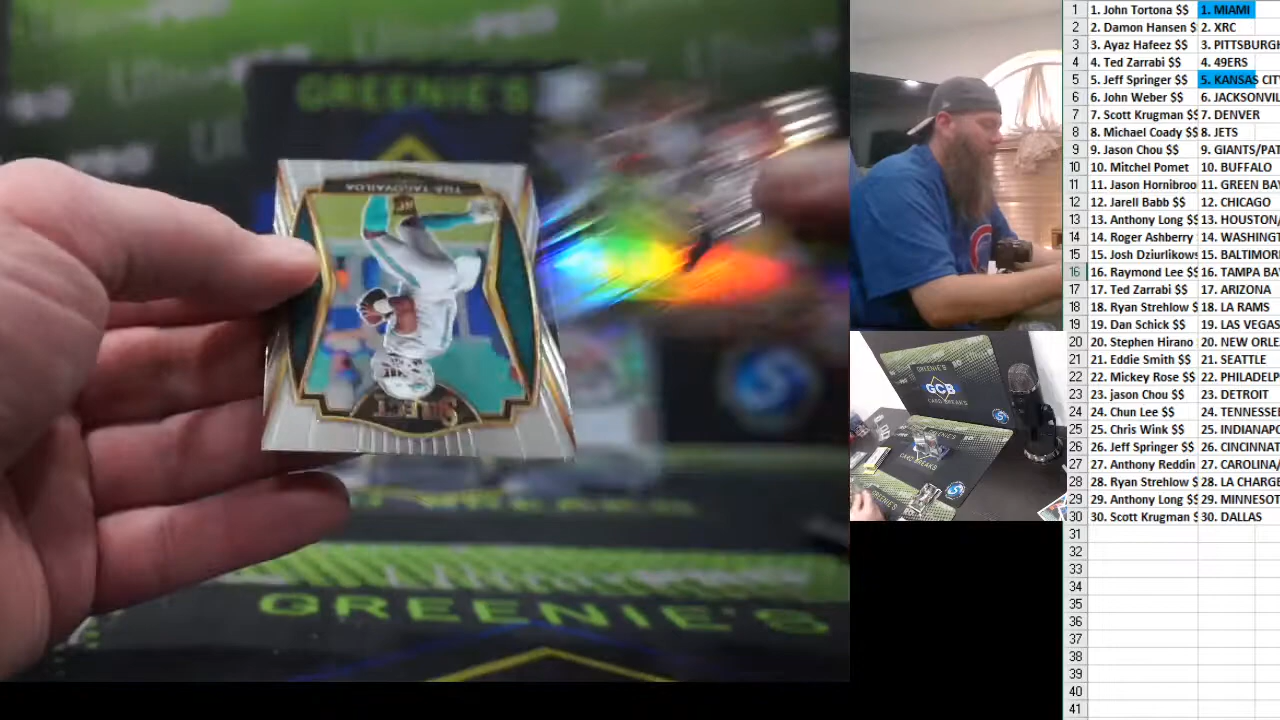 GREENIE'S
TUA TAGOVAILOA
SELECT
GREENIE'S
GREENIE'S
GCB
CARD BREAKS
GREENIE'S
CARD BREAKS
GREENIE'S
1 1. John Tortona $$ 1. MIAMI
2 2. Damon Hansen $ 2. XRC
3 3. Ayaz Hafeez $$ 3. PITTSBURGH
4 4. Ted Zarrabi $$ 4. 49ERS
5 5. Jeff Springer $$ 5. KANSAS CITY
6 6. John Weber $$ 6. JACKSONVIL
7 7. Scott Krugman $$ 7. DENVER
8 8. Michael Coady $$ 8. JETS
9 9. Jason Chou $$ 9. GIANTS/PAT
10 10. Mitchel Pomet 10. BUFFALO
11 11. Jason Hornibroo 11. GREEN BAY
12 12. Jarell Babb $$ 12. CHICAGO
13 13. Anthony Long $$ 13. HOUSTON/
14 14. Roger Ashberry 14. WASHINGT
15 15. Josh Dziurlikows 15. BALTIMORE
16 16. Raymond Lee $$ 16. TAMPA BAY
17 17. Ted Zarrabi $$ 17. ARIZONA
18 18. Ryan Strehlow $ 18. LA RAMS
19 19. Dan Schick $$ 19. LAS VEGAS
20 20. Stephen Hirano 20. NEW ORLE
21 21. Eddie Smith $$ 21. SEATTLE
22 22. Mickey Rose $$ 22. PHILADELP
23 23. jason Chou $$ 23. DETROIT
24 24. Chun Lee $$ 24. TENNESSEE
25 25. Chris Wink $$ 25. INDIANAPO
26 26. Jeff Springer $$ 26. CINCINNAT
27 27. Anthony Reddin 27. CAROLINA/
28 28. Ryan Strehlow $ 28. LA CHARGE
29 29. Anthony Long $$ 29. MINNESOT
30 30. Scott Krugman $ 30. DALLAS
31
32
33
34
35
36
37
38
39
40
41